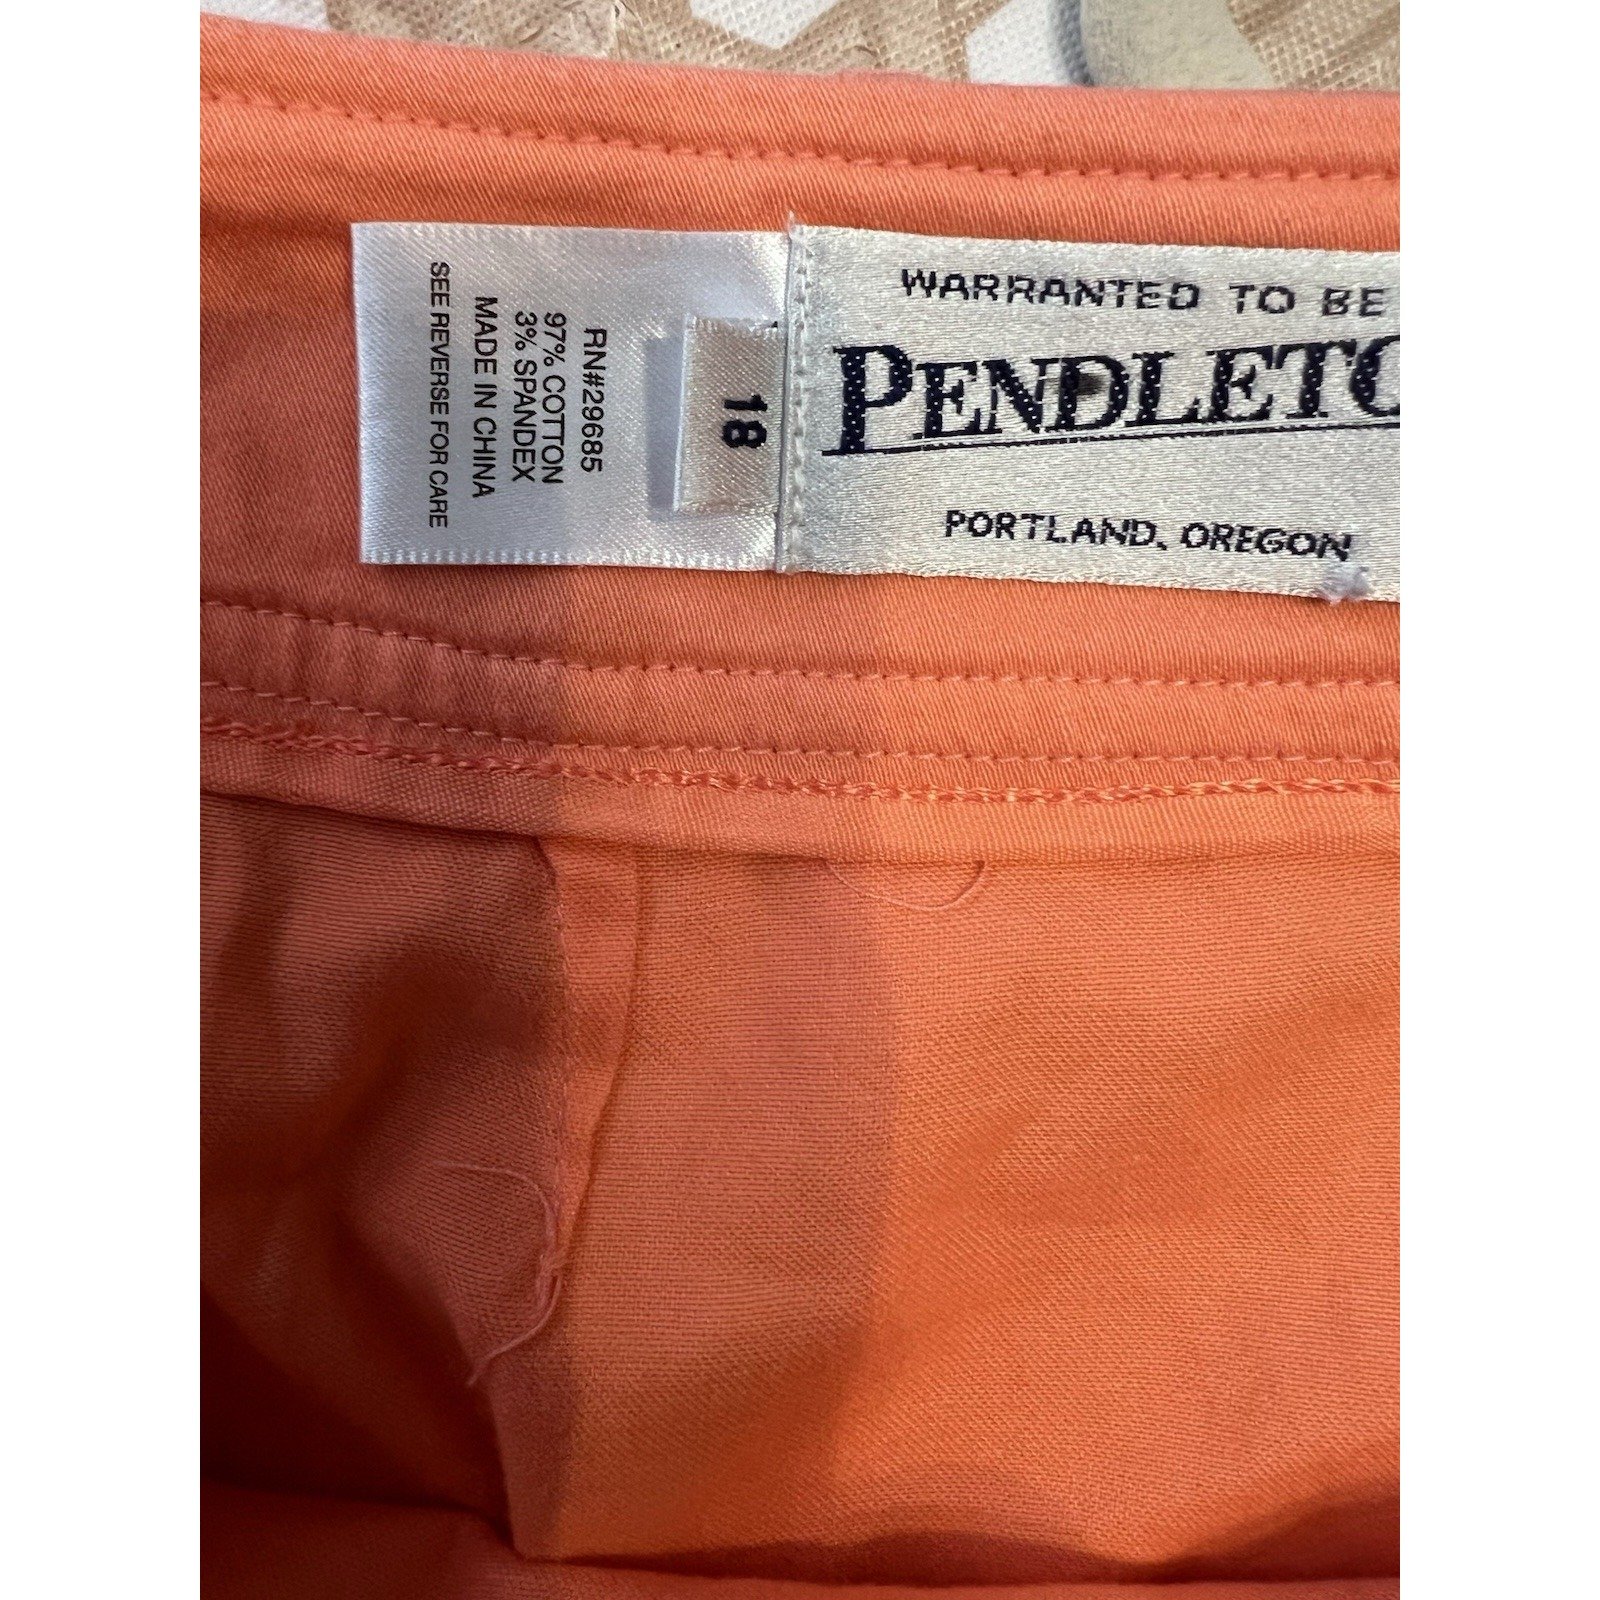 WARRANTED TO BE
PENDLETO
PORTLAND, OREGON
18
RN#29685
97% COTTON
3% SPANDEX
MADE IN CHINA
SEE REVERSE FOR CARE